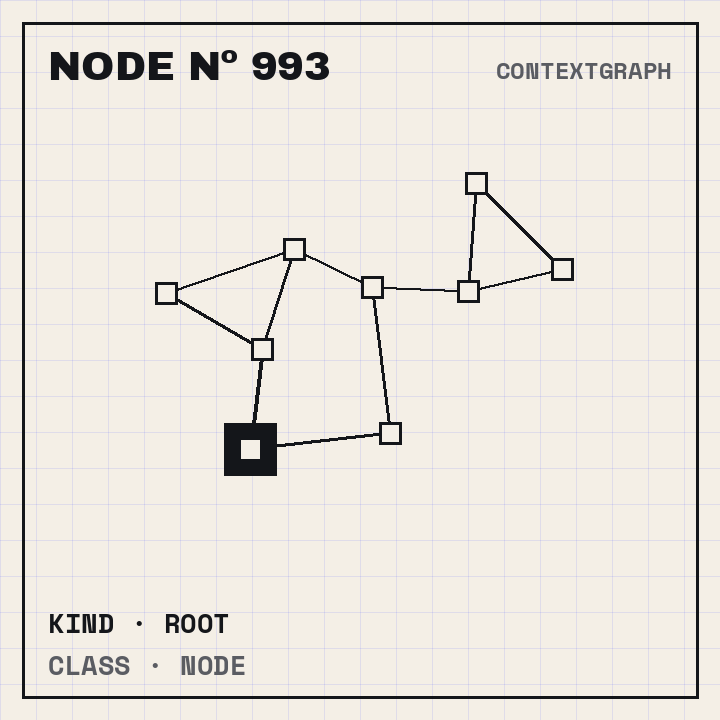 NODE Nº 993
CONTEXTGRAPH
KIND · ROOT
CLASS · NODE